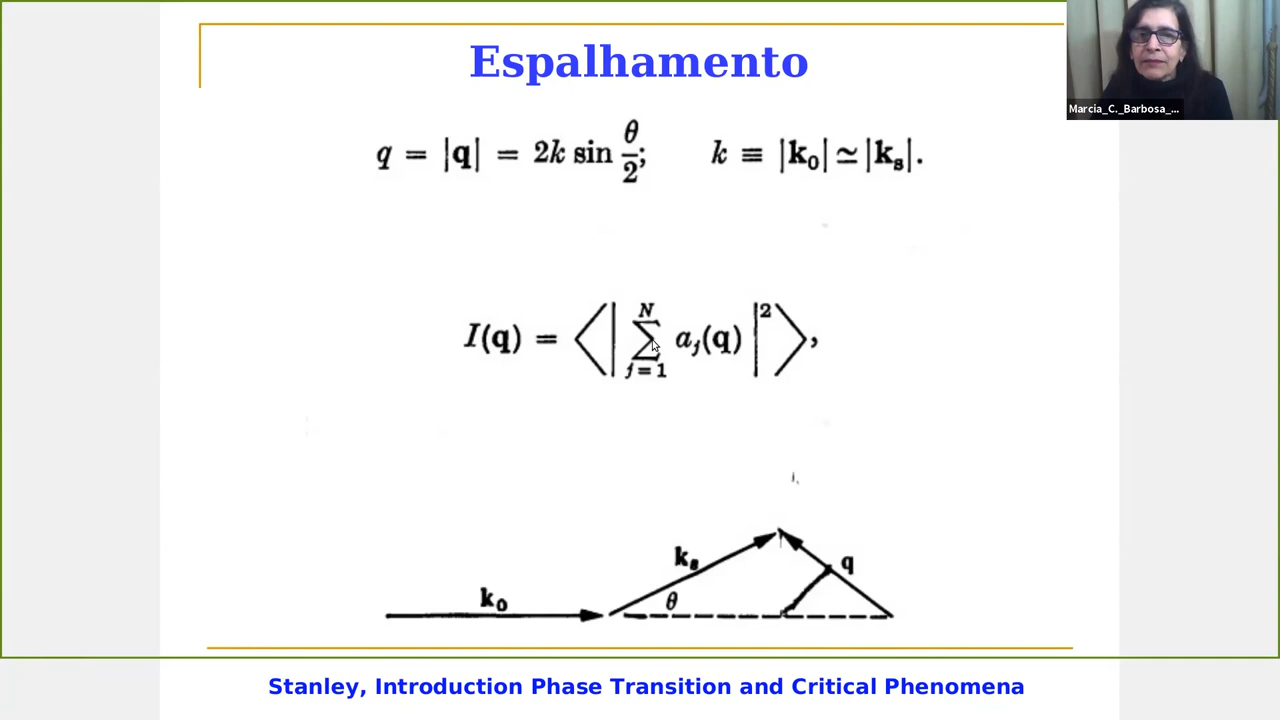 Espalhamento
Marcia_C._Barbosa_...
q = |q| = 2k sin θ/2; k ≡ |k₀| ≃ |kₛ|.
I(q) = ⟨|∑ⱼ₌₁ᴺ aⱼ(q)|²⟩,
kₛ
q
k₀
θ
Stanley, Introduction Phase Transition and Critical Phenomena